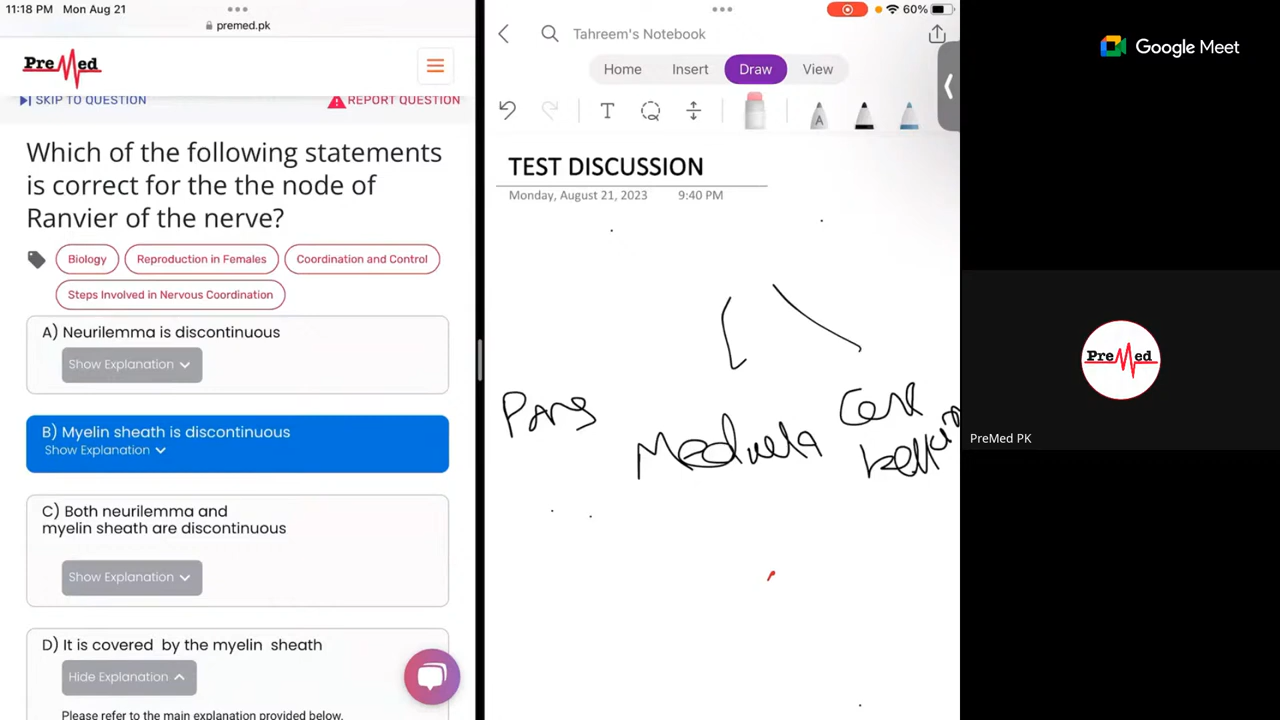 11:18 PM Mon Aug 21
premed.pk
PreMed
SKIP TO QUESTION
REPORT QUESTION
Which of the following statements
is correct for the the node of
Ranvier of the nerve?
Biology
Reproduction in Females
Coordination and Control
Steps Involved in Nervous Coordination
A) Neurilemma is discontinuous
Show Explanation
B) Myelin sheath is discontinuous
Show Explanation
C) Both neurilemma and
myelin sheath are discontinuous
Show Explanation
D) It is covered by the myelin sheath
Hide Explanation
Please refer to the main explanation provided below.
60%
Tahreem's Notebook
Home
Insert
Draw
View
T
A
TEST DISCUSSION
Monday, August 21, 2023 9:40 PM
Pons
Google Meet
PreMed
PreMed PK